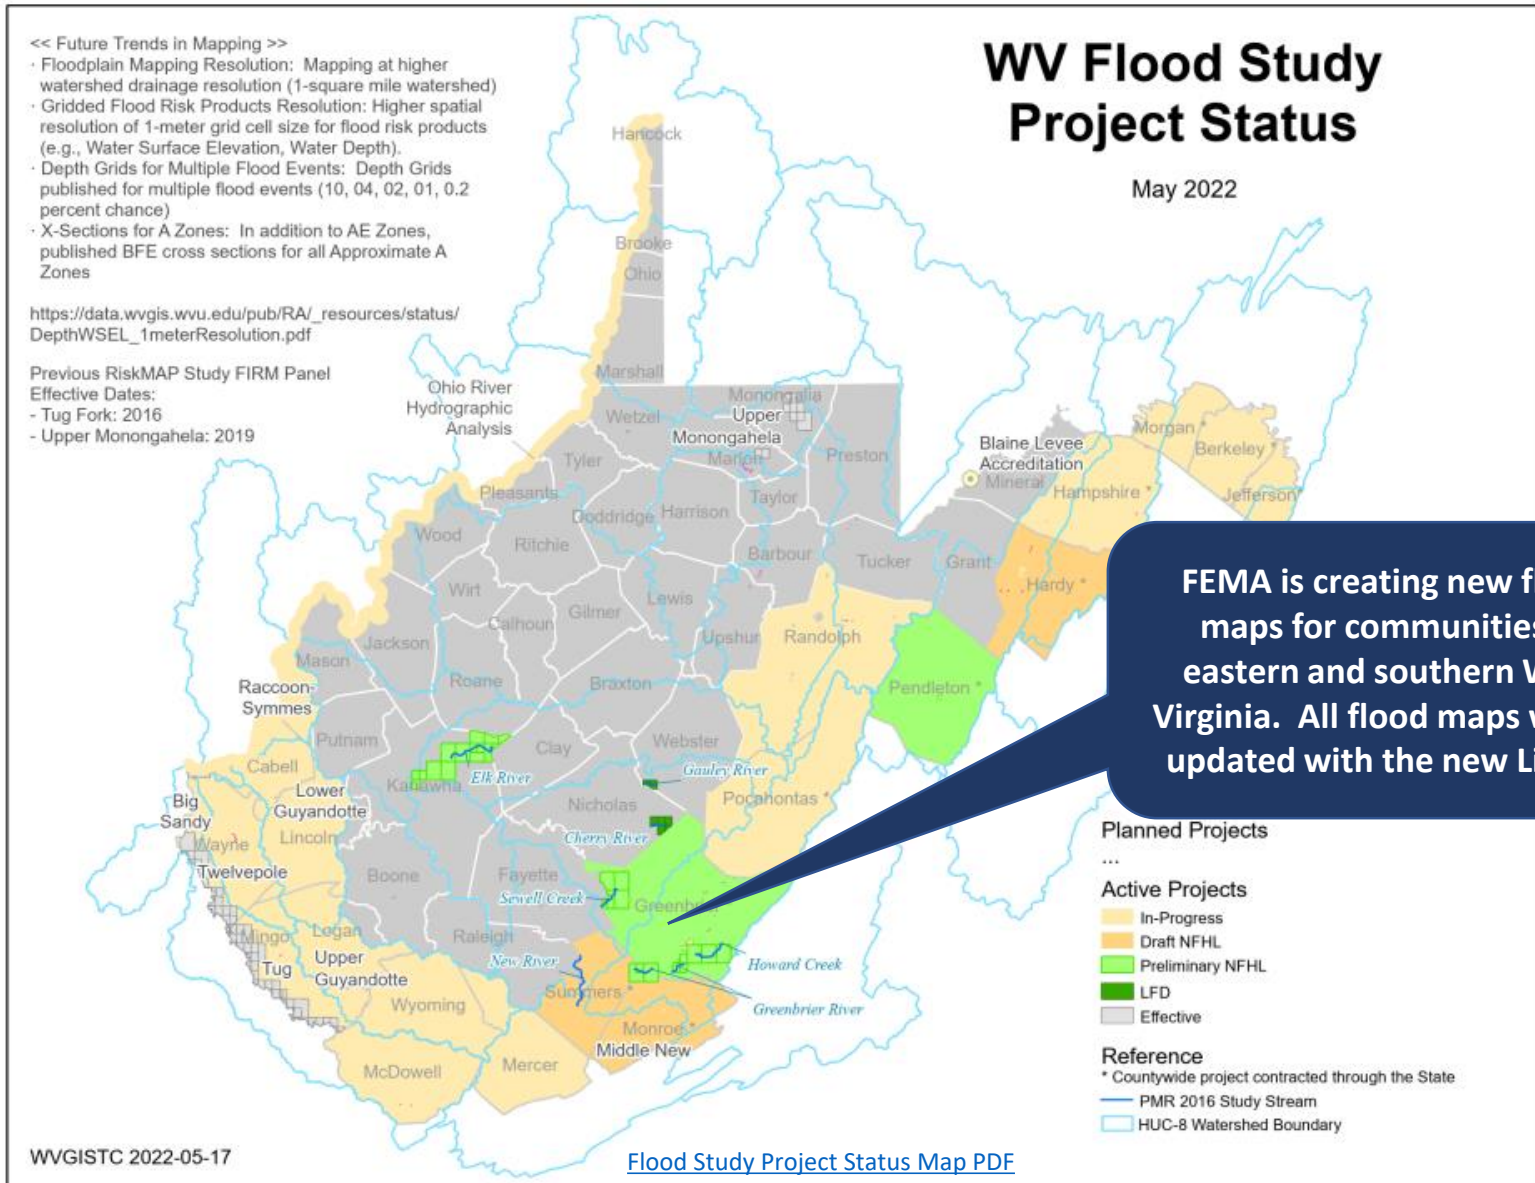 << Future Trends in Mapping >>
· Floodplain Mapping Resolution: Mapping at higher
watershed drainage resolution (1-square mile watershed)
· Gridded Flood Risk Products Resolution: Higher spatial
resolution of 1-meter grid cell size for flood risk products
(e.g., Water Surface Elevation, Water Depth).
· Depth Grids for Multiple Flood Events: Depth Grids
published for multiple flood events (10, 04, 02, 01, 0.2
percent chance)
· X-Sections for A Zones: In addition to AE Zones,
published BFE cross sections for all Approximate A
Zones
https://data.wvgis.wvu.edu/pub/RA/_resources/status/
DepthWSEL_1meterResolution.pdf
Previous RiskMAP Study FIRM Panel
Effective Dates:
- Tug Fork: 2016
- Upper Monongahela: 2019
WV Flood Study
Project Status
May 2022
Hancock
Brooke
Ohio
Marshall
Ohio River
Hydrographic
Analysis
Wetzel
Monongalia
Upper
Monongahela
Marion
Preston
Blaine Levee
Accreditation
Mineral
Morgan *
Berkeley *
Jefferson*
Hampshire *
Tyler
Pleasants
Doddridge
Harrison
Taylor
Wood
Ritchie
Barbour
Tucker
Grant
Hardy *
Wirt
Lewis
Gilmer
Calhoun
Upshur
Randolph
Jackson
Mason
Roane
Braxton
Pendleton *
Raccoon-
Symmes
Putnam
Clay
Webster
Cabell
Elk River
Kanawha
Gauley River
Pocahontas *
Big
Sandy
Lower
Guyandotte
Nicholas
Wayne
Lincoln
Cherry River
Twelvepole
Boone
Fayette
Sewell Creek
Greenbrier
Mingo
Logan
Raleigh
Tug
Upper
Guyandotte
New River
Howard Creek
Wyoming
Summers *
Greenbrier River
Monroe *
Middle New
McDowell
Mercer
FEMA is creating new f
maps for communities
eastern and southern
Virginia. All flood maps
updated with the new
Planned Projects
...
Active Projects
In-Progress
Draft NFHL
Preliminary NFHL
LFD
Effective
Reference
* Countywide project contracted through the State
PMR 2016 Study Stream
HUC-8 Watershed Boundary
WVGISTC 2022-05-17
Flood Study Project Status Map PDF